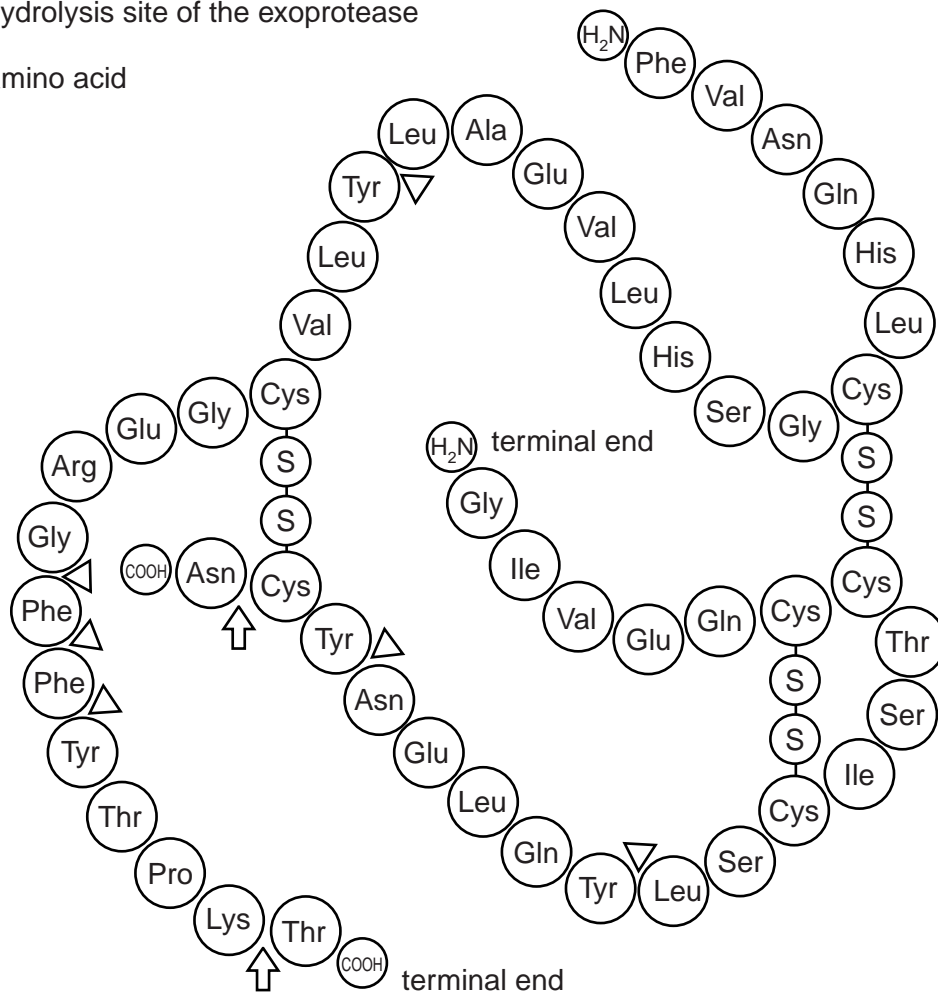 ydrolysis site of the exoprotease
mino acid
H2N
Phe
Val
Asn
Gln
His
Leu
Cys
Gly
Ser
His
Leu
Val
Glu
Ala
Leu
Tyr
Leu
Val
Cys
Gly
Glu
Arg
Gly
Phe
Phe
Tyr
Thr
Pro
Lys
Thr
COOH
terminal end
S
S
S
S
H2N
terminal end
Gly
Ile
Val
Glu
Gln
Cys
Cys
Thr
Ser
Ile
Cys
S
S
Ser
Leu
Tyr
Gln
Leu
Glu
Asn
Tyr
Cys
Asn
COOH